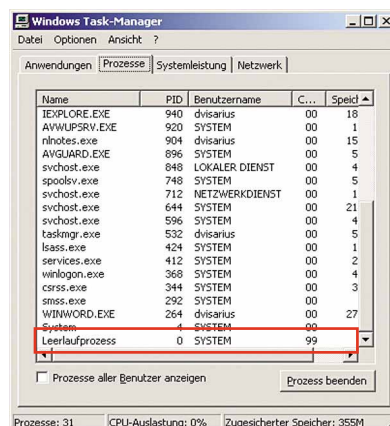 Windows Task-Manager
Datei Optionen Ansicht ?
Anwendungen Prozesse Systemleistung Netzwerk
Name PID Benutzername C... Speich
IEXPLORE.EXE 940 dvisarius 00 18
AVWUPSRV.EXE 920 SYSTEM 00 1
nlnotes.exe 904 dvisarius 00 15
AVGUARD.EXE 896 SYSTEM 00 5
svchost.exe 848 LOKALER DIENST 00 4
spoolsv.exe 748 SYSTEM 00 5
svchost.exe 712 NETZWERKDIENST 00 1
svchost.exe 644 SYSTEM 00 21
svchost.exe 596 SYSTEM 00 4
taskmgr.exe 532 dvisarius 00 5
lsass.exe 424 SYSTEM 00 1
services.exe 412 SYSTEM 00 2
winlogon.exe 368 SYSTEM 00 4
csrss.exe 344 SYSTEM 00 3
smss.exe 292 SYSTEM 00
WINWORD.EXE 264 dvisarius 00 27
System 4 SYSTEM 00
Leerlaufprozess 0 SYSTEM 99
Prozesse aller Benutzer anzeigen
Prozess beenden
Prozesse: 31 CPU-Auslastung: 0% Zugesicherter Speicher: 355M